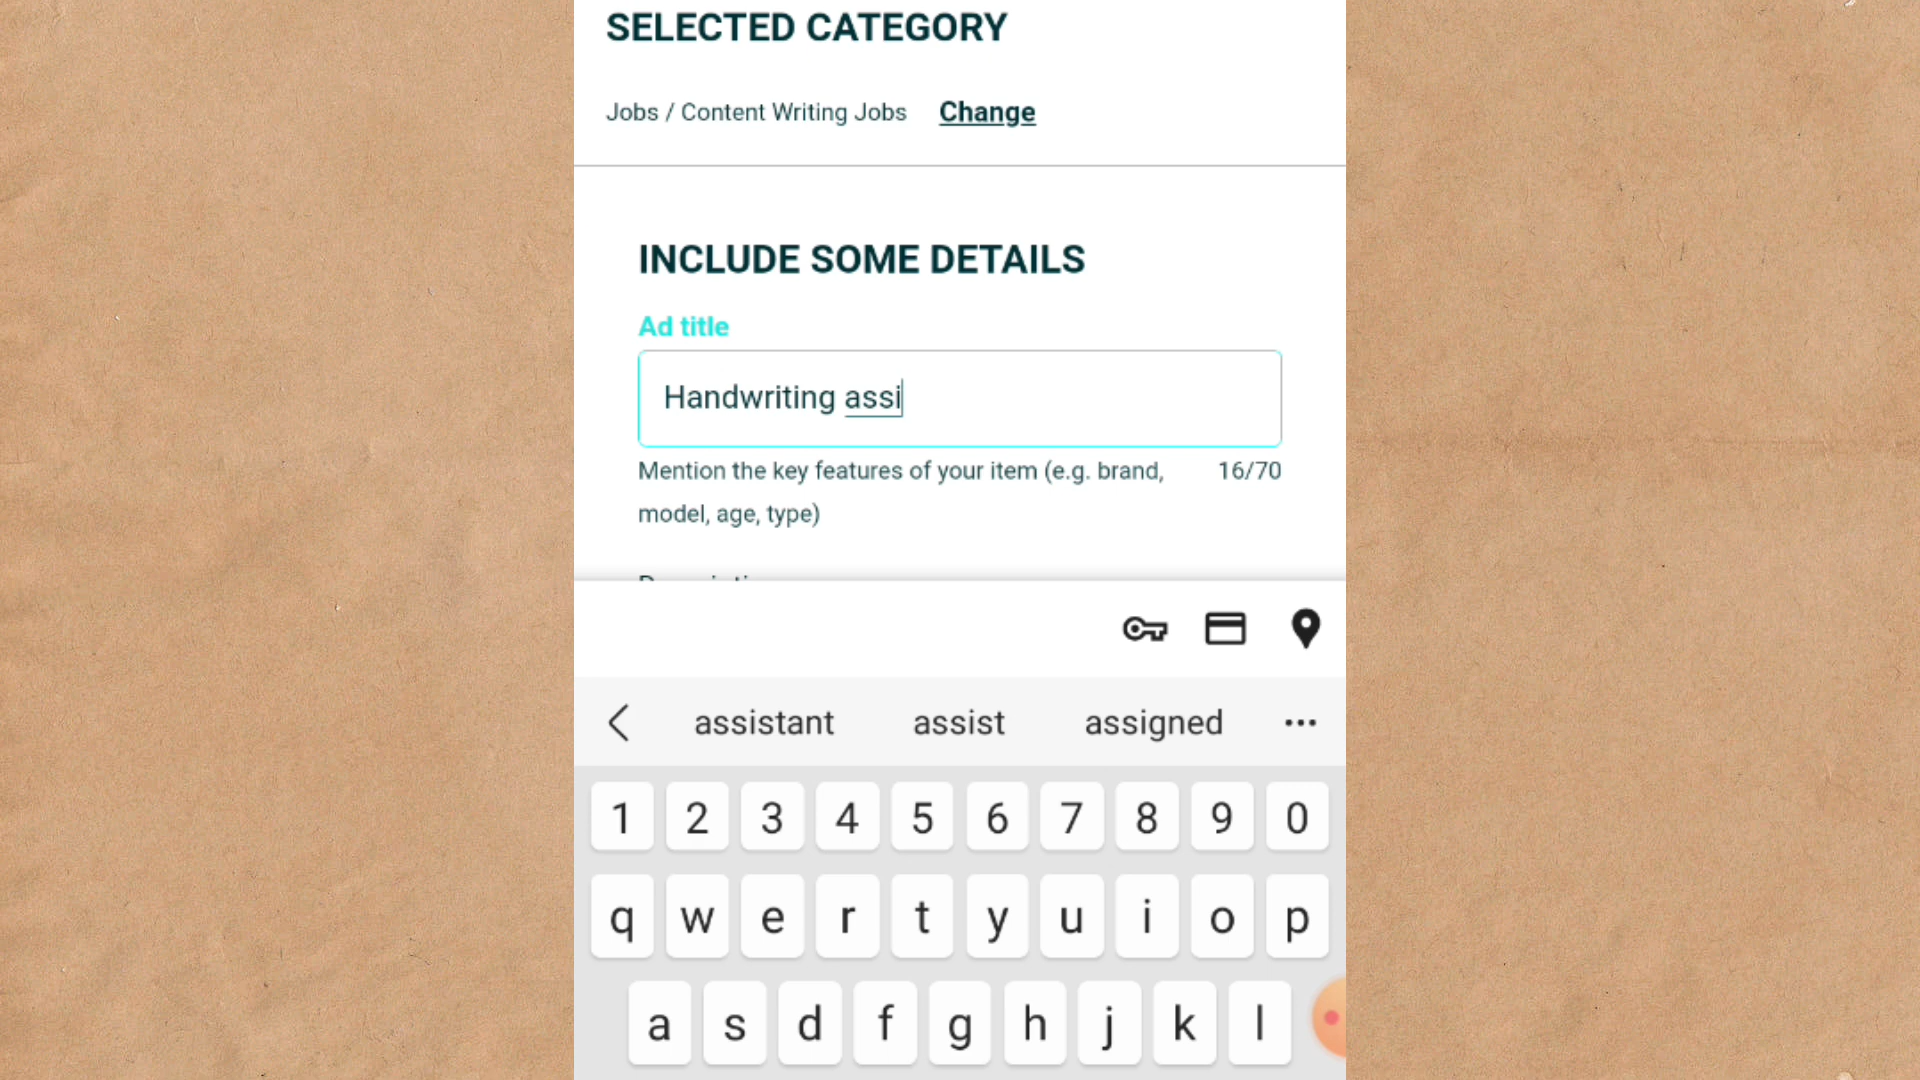 SELECTED CATEGORY
Jobs / Content Writing Jobs Change
INCLUDE SOME DETAILS
Ad title
Handwriting assi
Mention the key features of your item (e.g. brand, 16/70
model, age, type)
assistant assist assigned
1 2 3 4 5 6 7 8 9 0
q w e r t y u i o p
a s d f g h j k l